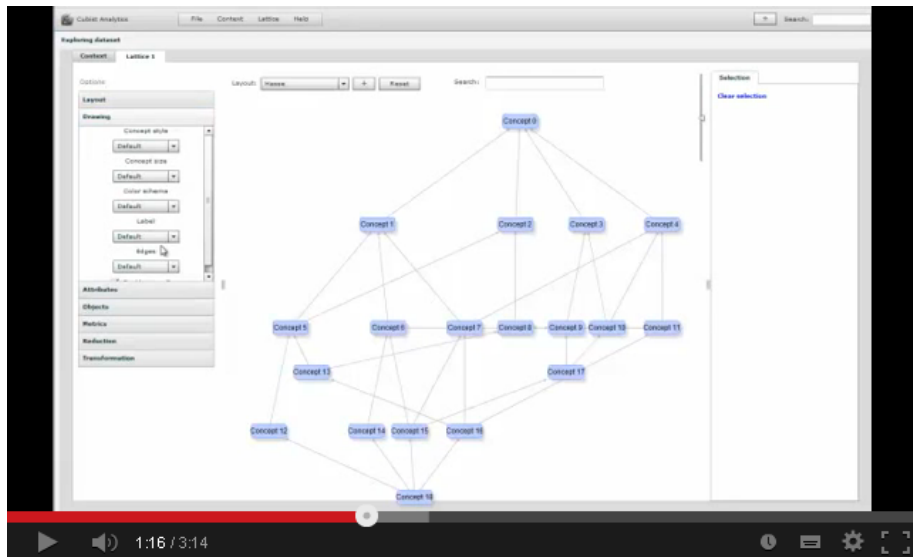 Cubist Analytics File Context Lattice Help Search:
Exploring dataset
Context Lattice 1
Options Layout: Hasse + Reset Search: Selection
Clear selection
Layout
Drawing
Concept style
Default
Concept size
Default
Color scheme
Default
Label
Default
Edges
Default
Attributes
Objects
Metrics
Reduction
Transformation
Concept 0
Concept 1 Concept 2 Concept 3 Concept 4
Concept 5 Concept 6 Concept 7 Concept 8 Concept 9 Concept 10 Concept 11
Concept 13 Concept 17
Concept 12 Concept 14 Concept 15 Concept 16
Concept 18
1:16 / 3:14